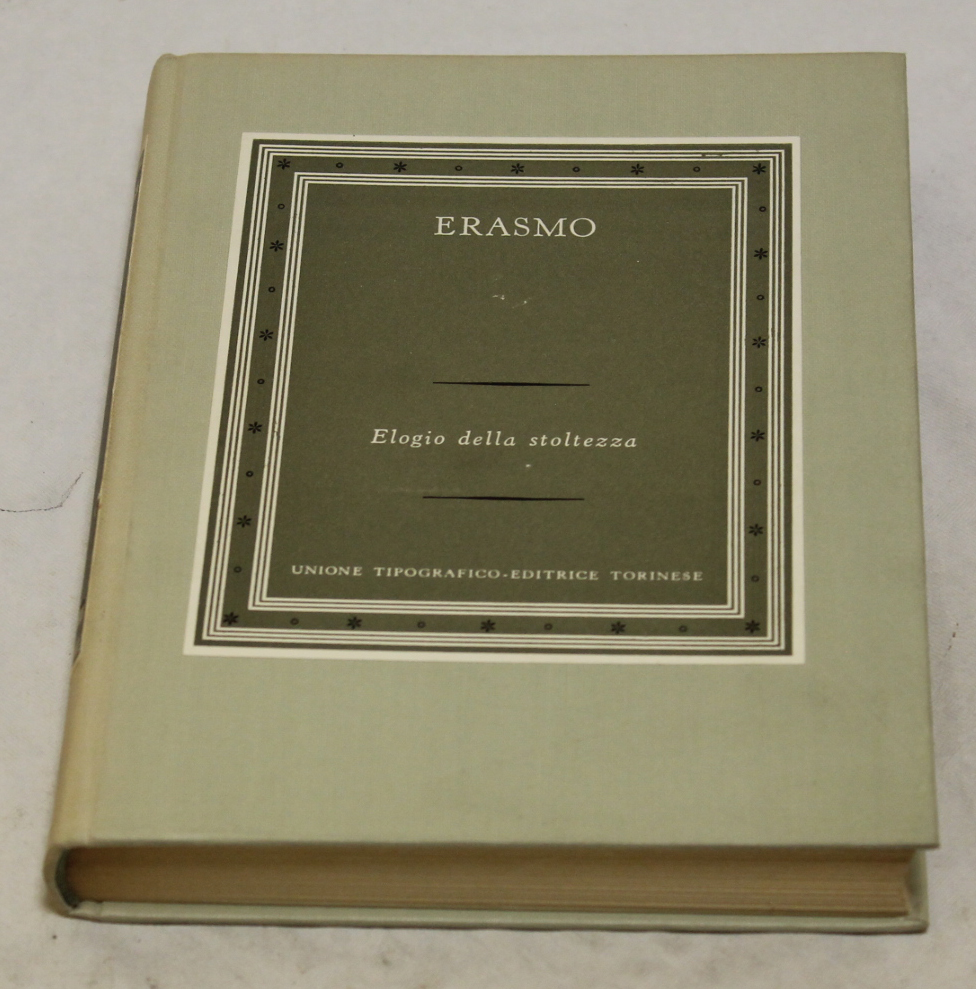 ERASMO
Elogio della stoltezza
UNIONE TIPOGRAFICO-EDITRICE TORINESE